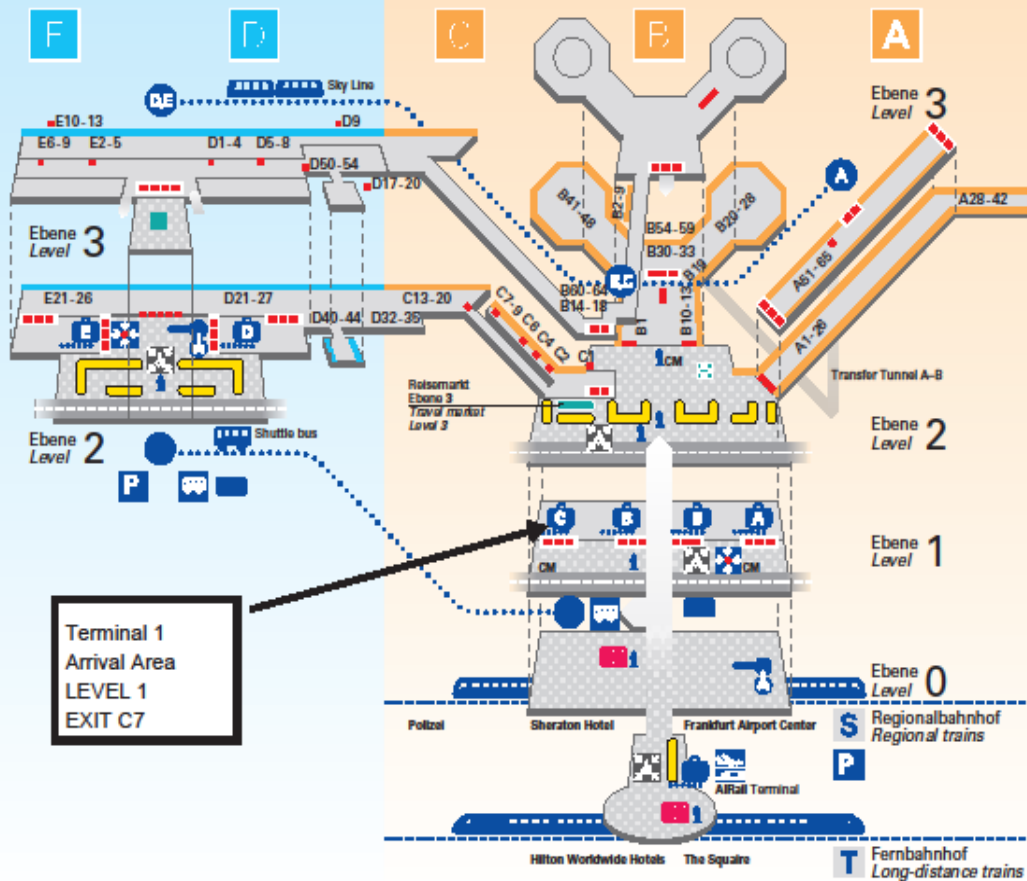 E
D
C
B
A
Sky Line
D,E
Ebene
Level 3
E10-13
D9
E6-9
E2-5
D1-4
D5-8
D50-54
D17-20
A
B2-9
B41-48
B20-28
B54-59
B30-33
B19
A28-42
A51-65
Ebene
Level 3
E21-26
D21-27
C13-20
D40-44
D32-35
C7-9
C6
C4
C2
C1
B60-64
B14-18
B,C
B1
B10-13
A1-26
E
D
CM
Transfer Tunnel A–B
Reisemarkt
Ebene 3
Travel market
Level 3
Ebene
Level 2
Shuttle bus
P
Ebene
Level 2
C
B
A
CM
CM
Ebene
Level 1
Terminal 1
Arrival Area
LEVEL 1
EXIT C7
Ebene
Level 0
Polizei
Sheraton Hotel
Frankfurt Airport Center
S
Regionalbahnhof
Regional trains
P
AIRail Terminal
Hilton Worldwide Hotels
The Squaire
T
Fernbahnhof
Long-distance trains